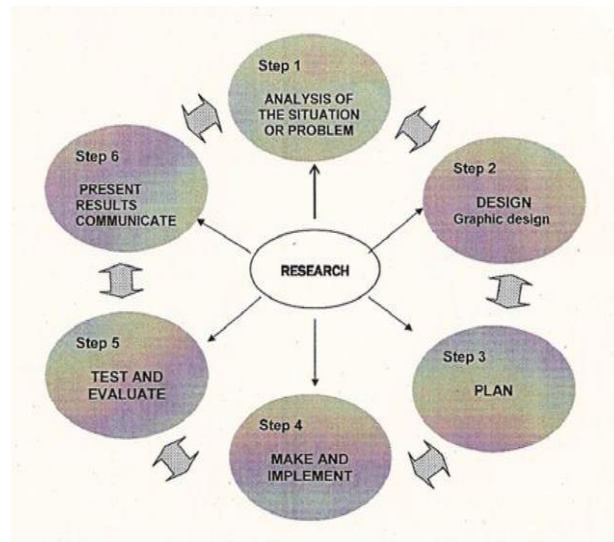 Step 1
ANALYSIS OF
THE SITUATION
OR PROBLEM
Step 2
DESIGN
Graphic design
Step 3
PLAN
Step 4
MAKE AND
IMPLEMENT
Step 5
TEST AND
EVALUATE
Step 6
PRESENT
RESULTS
COMMUNICATE
RESEARCH